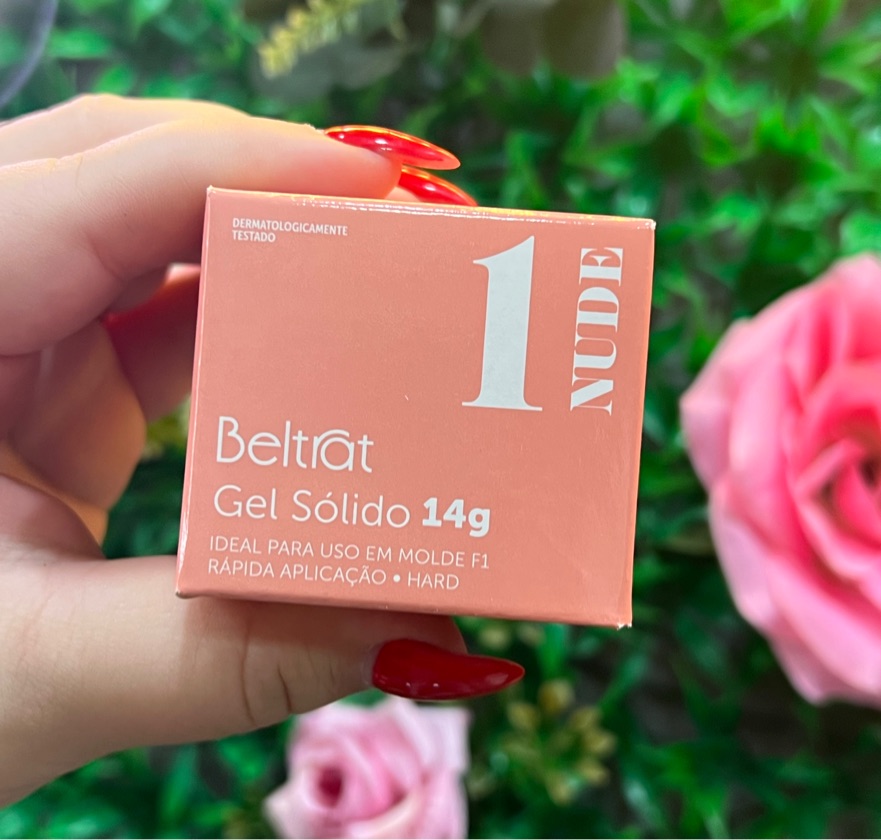 DERMATOLOGICAMENTE
TESTADO
1
NUDE
Beltrat
Gel Sólido 14g
IDEAL PARA USO EM MOLDE F1
RÁPIDA APLICAÇÃO • HARD